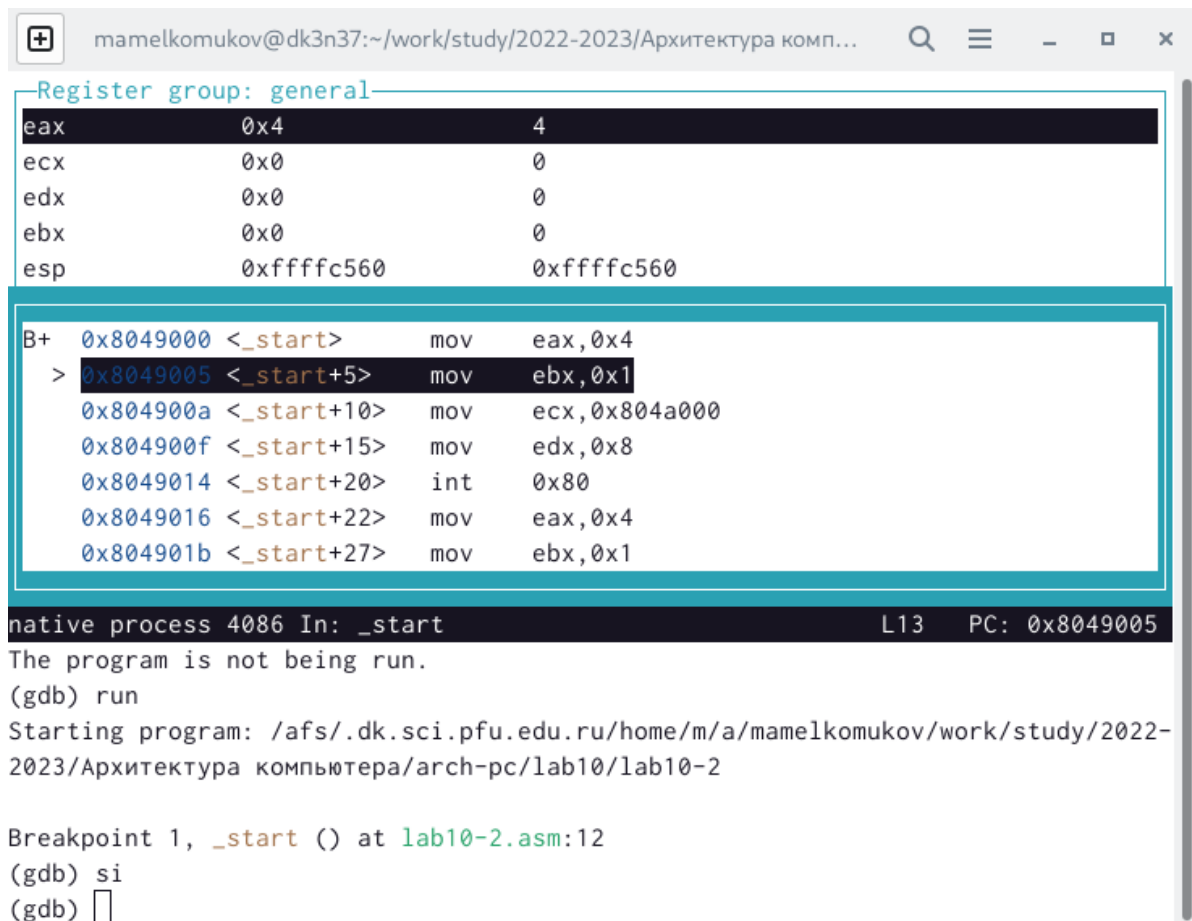 mamelkomukov@dk3n37:~/work/study/2022-2023/Архитектура комп...
Register group: general
eax 0x4 4
ecx 0x0 0
edx 0x0 0
ebx 0x0 0
esp 0xffffc560 0xffffc560
B+ 0x8049000 <_start> mov eax,0x4
> 0x8049005 <_start+5> mov ebx,0x1
0x804900a <_start+10> mov ecx,0x804a000
0x804900f <_start+15> mov edx,0x8
0x8049014 <_start+20> int 0x80
0x8049016 <_start+22> mov eax,0x4
0x804901b <_start+27> mov ebx,0x1
native process 4086 In: _start L13 PC: 0x8049005
The program is not being run.
(gdb) run
Starting program: /afs/.dk.sci.pfu.edu.ru/home/m/a/mamelkomukov/work/study/2022-
2023/Архитектура компьютера/arch-pc/lab10/lab10-2
Breakpoint 1, _start () at lab10-2.asm:12
(gdb) si
(gdb)